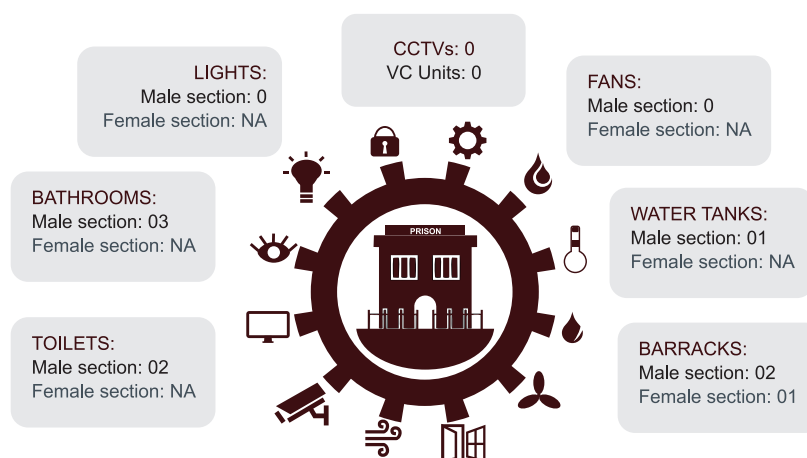 CCTVs: 0
VC Units: 0
LIGHTS:
Male section: 0
Female section: NA
FANS:
Male section: 0
Female section: NA
BATHROOMS:
Male section: 03
Female section: NA
WATER TANKS:
Male section: 01
Female section: NA
PRISON
TOILETS:
Male section: 02
Female section: NA
BARRACKS:
Male section: 02
Female section: 01